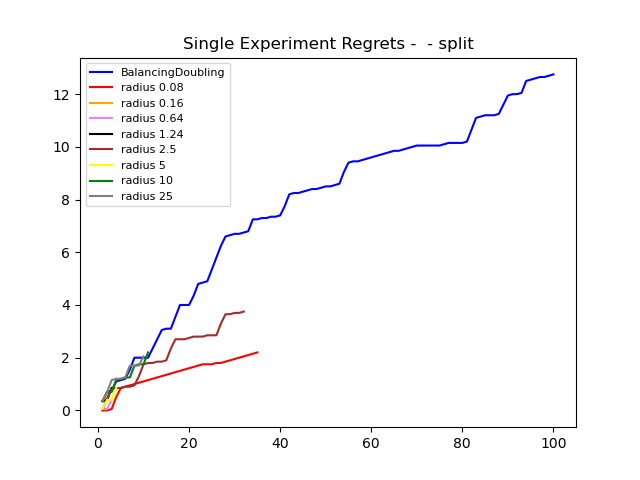 Single Experiment Regrets -  - split
BalancingDoubling
radius 0.08
radius 0.16
radius 0.64
radius 1.24
radius 2.5
radius 5
radius 10
radius 25
12
10
8
6
4
2
0
0 20 40 60 80 100